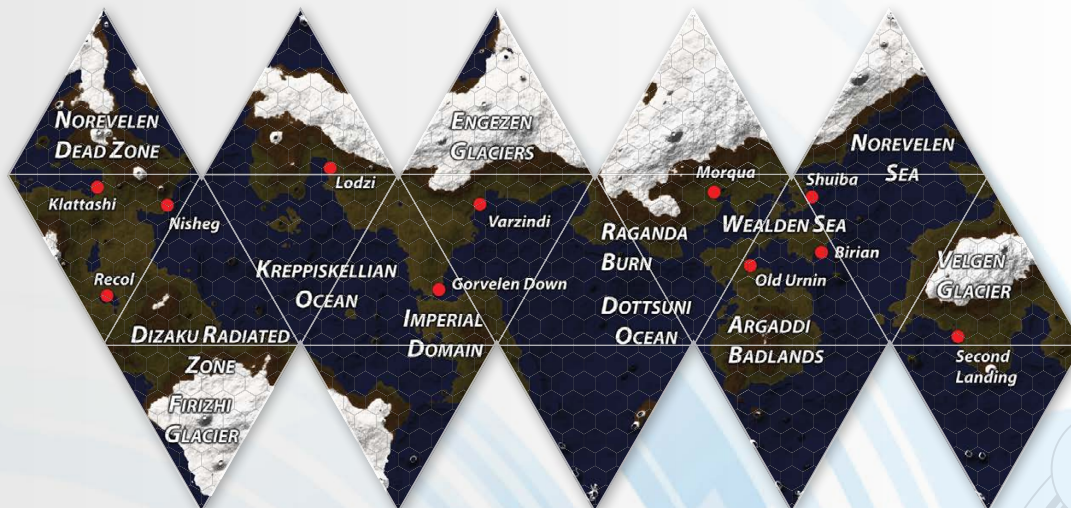 NOREVELEN
DEAD ZONE
Klattashi
Nisheg
Recol
DIZAKU RADIATED
ZONE
FIRIZHI
GLACIER
Lodzi
KREPPISKELLIAN
OCEAN
ENGEZEN
GLACIERS
Varzindi
Gorvelen Down
IMPERIAL
DOMAIN
RAGANDA
BURN
DOTTSUNI
OCEAN
Morqua
WEALDEN SEA
Old Urnin
ARGADDI
BADLANDS
NOREVELEN
SEA
Shuiba
Birian
VELGEN
GLACIER
Second
Landing